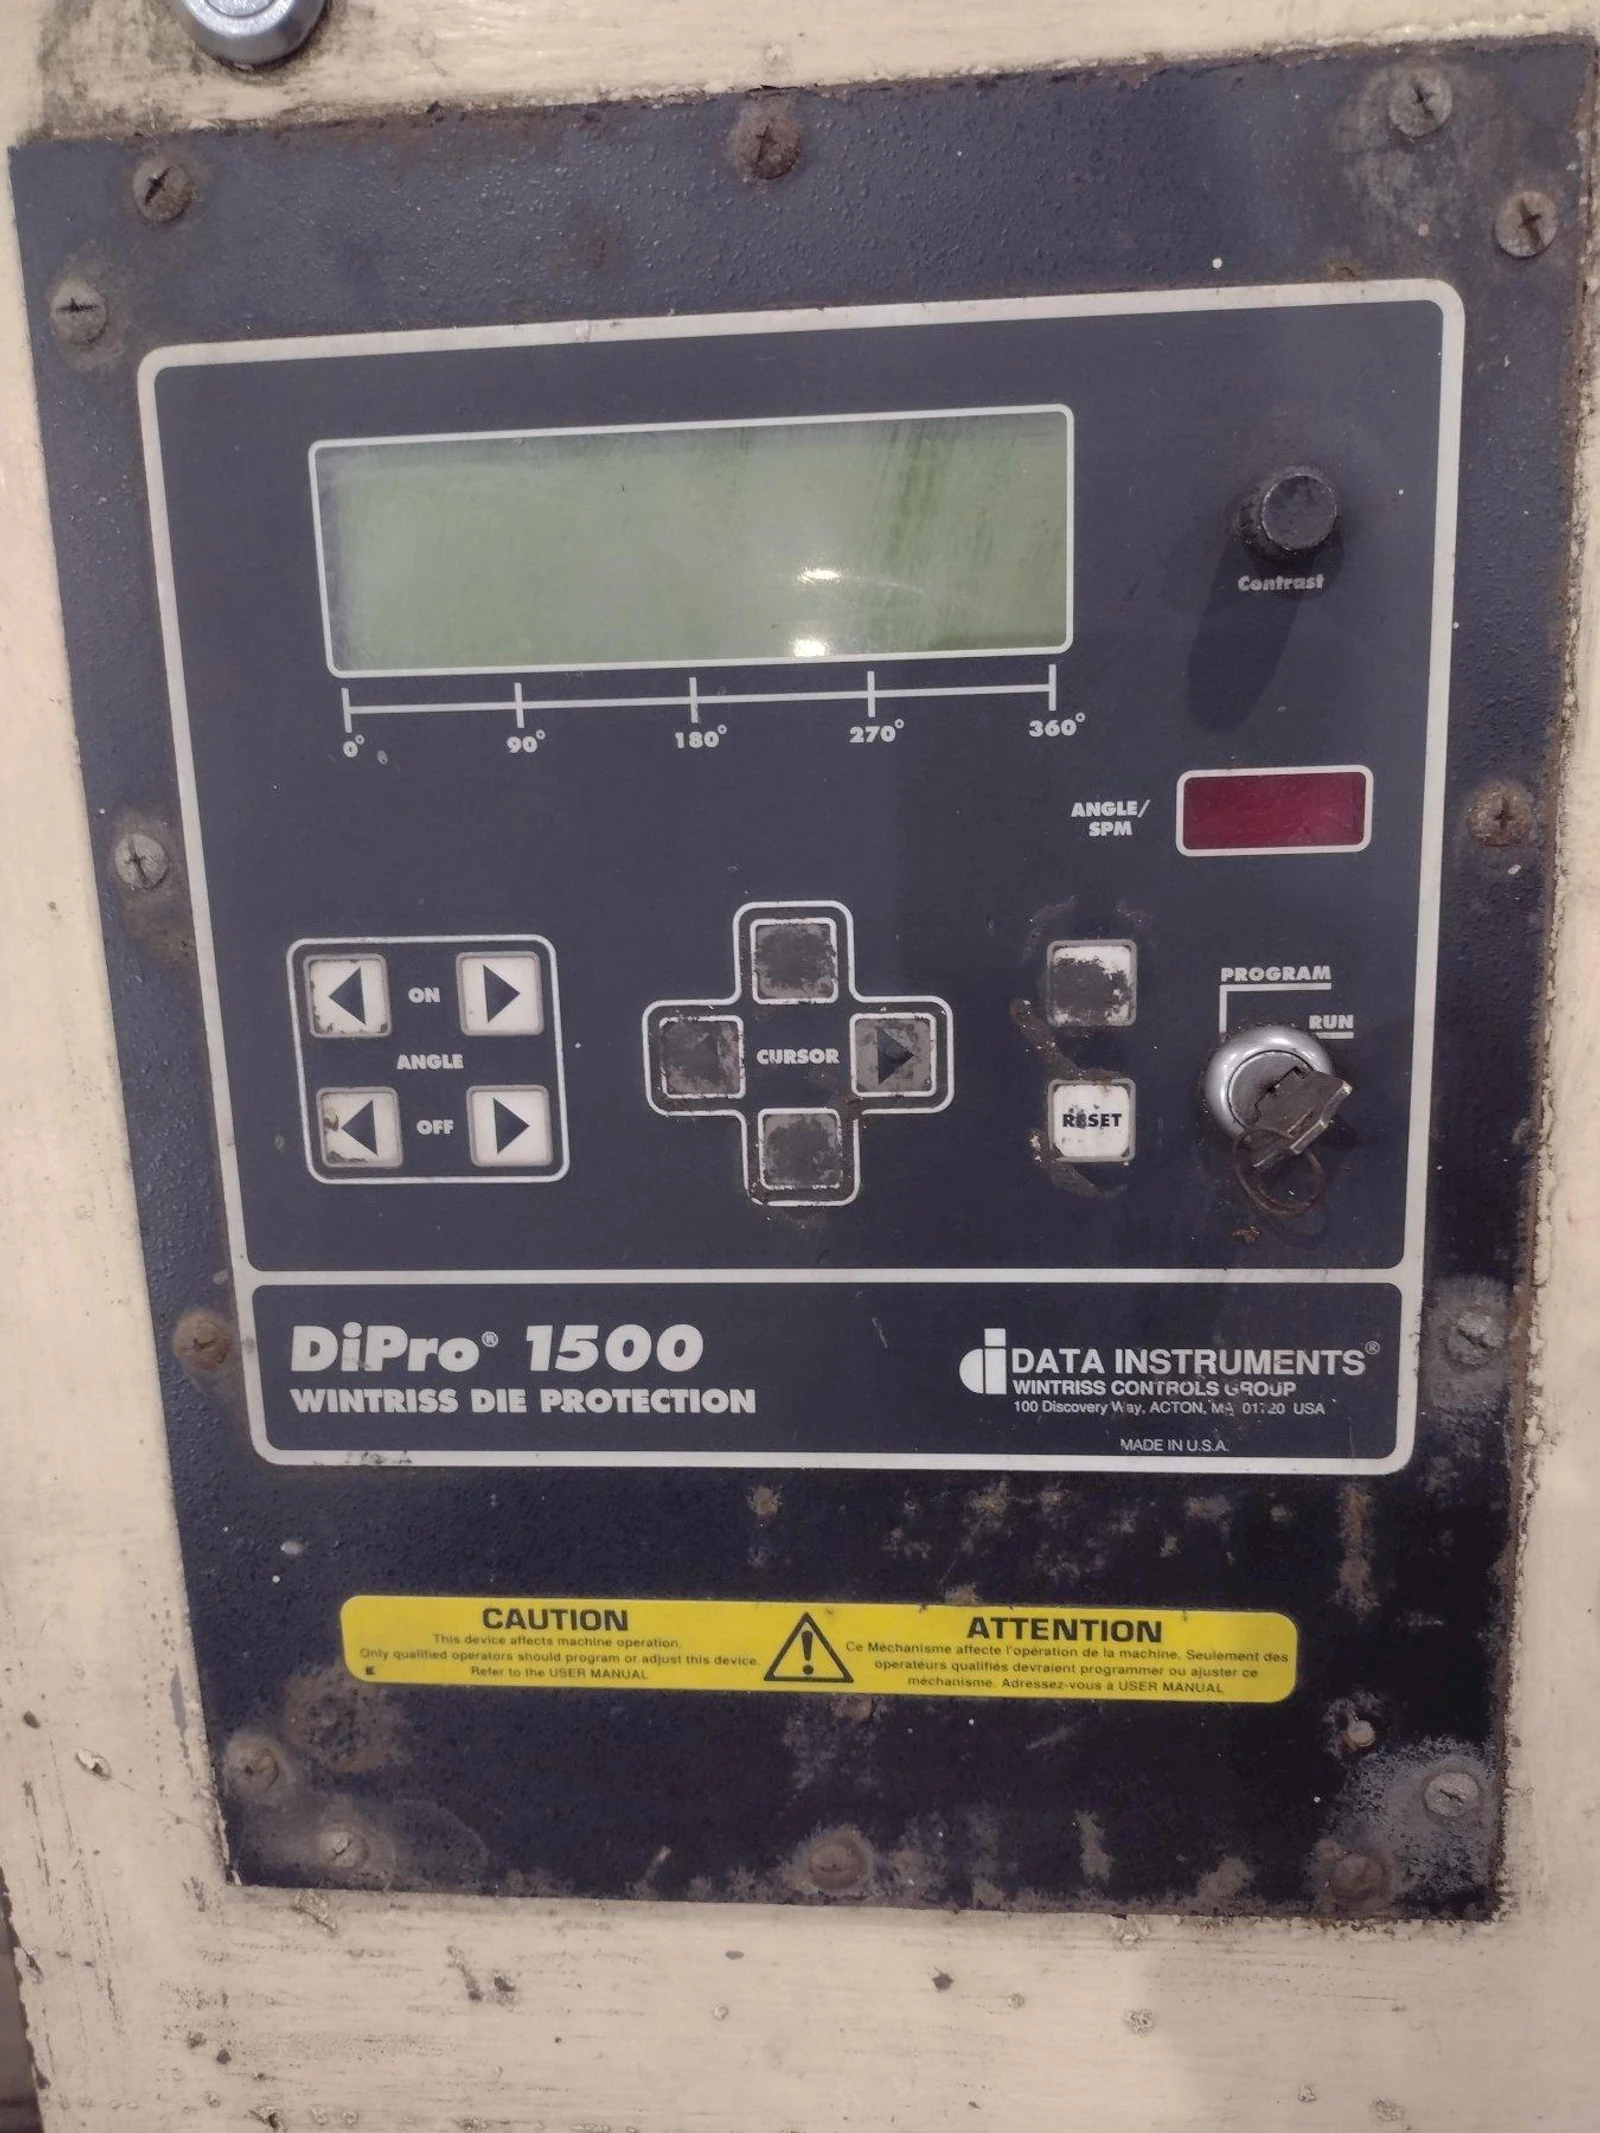 Contrast
0° 90° 180° 270° 360°
ANGLE/
SPM
ON
ANGLE
OFF
CURSOR
RESET
PROGRAM
RUN
DiPro® 1500
WINTRISS DIE PROTECTION
di DATA INSTRUMENTS®
WINTRISS CONTROLS GROUP
100 Discovery Way, ACTON, MA 01720 USA
MADE IN U.S.A.
CAUTION
This device affects machine operation.
Only qualified operators should program or adjust this device.
Refer to the USER MANUAL
ATTENTION
Ce Méchanisme affecte l'opération de la machine. Seulement des
operateurs qualifiés devraient programmer ou ajuster ce
méchanisme. Adressez-vous à USER MANUAL